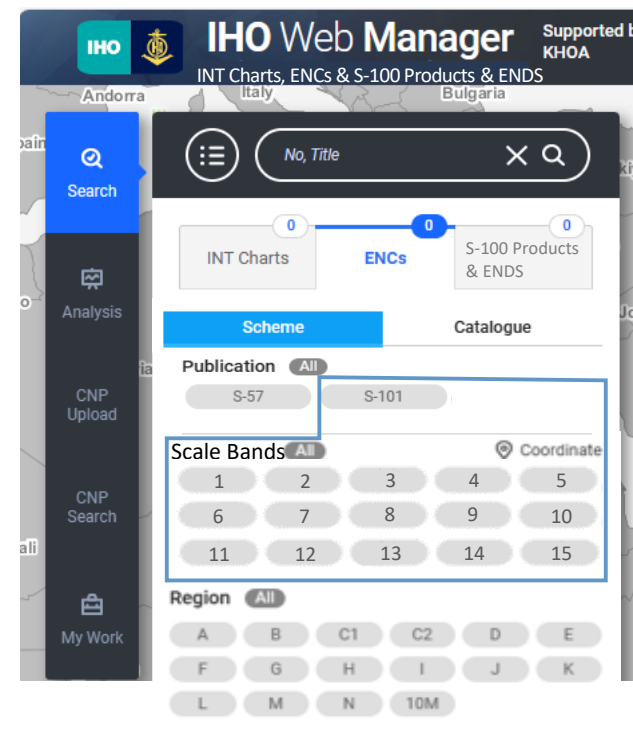 IHO
IHO Web Manager
Supported b
KHOA
INT Charts, ENCs & S-100 Products & ENDS
Andorra
Italy
Bulgaria
Search
No, Title
0
0
0
INT Charts
ENCs
S-100 Products
& ENDS
Analysis
Scheme
Catalogue
Publication All
S-57
S-101
CNP
Upload
Scale Bands All
Coordinate
1 2 3 4 5
CNP
Search
6 7 8 9 10
11 12 13 14 15
Region All
My Work
A B C1 C2 D E
F G H I J K
L M N 10M